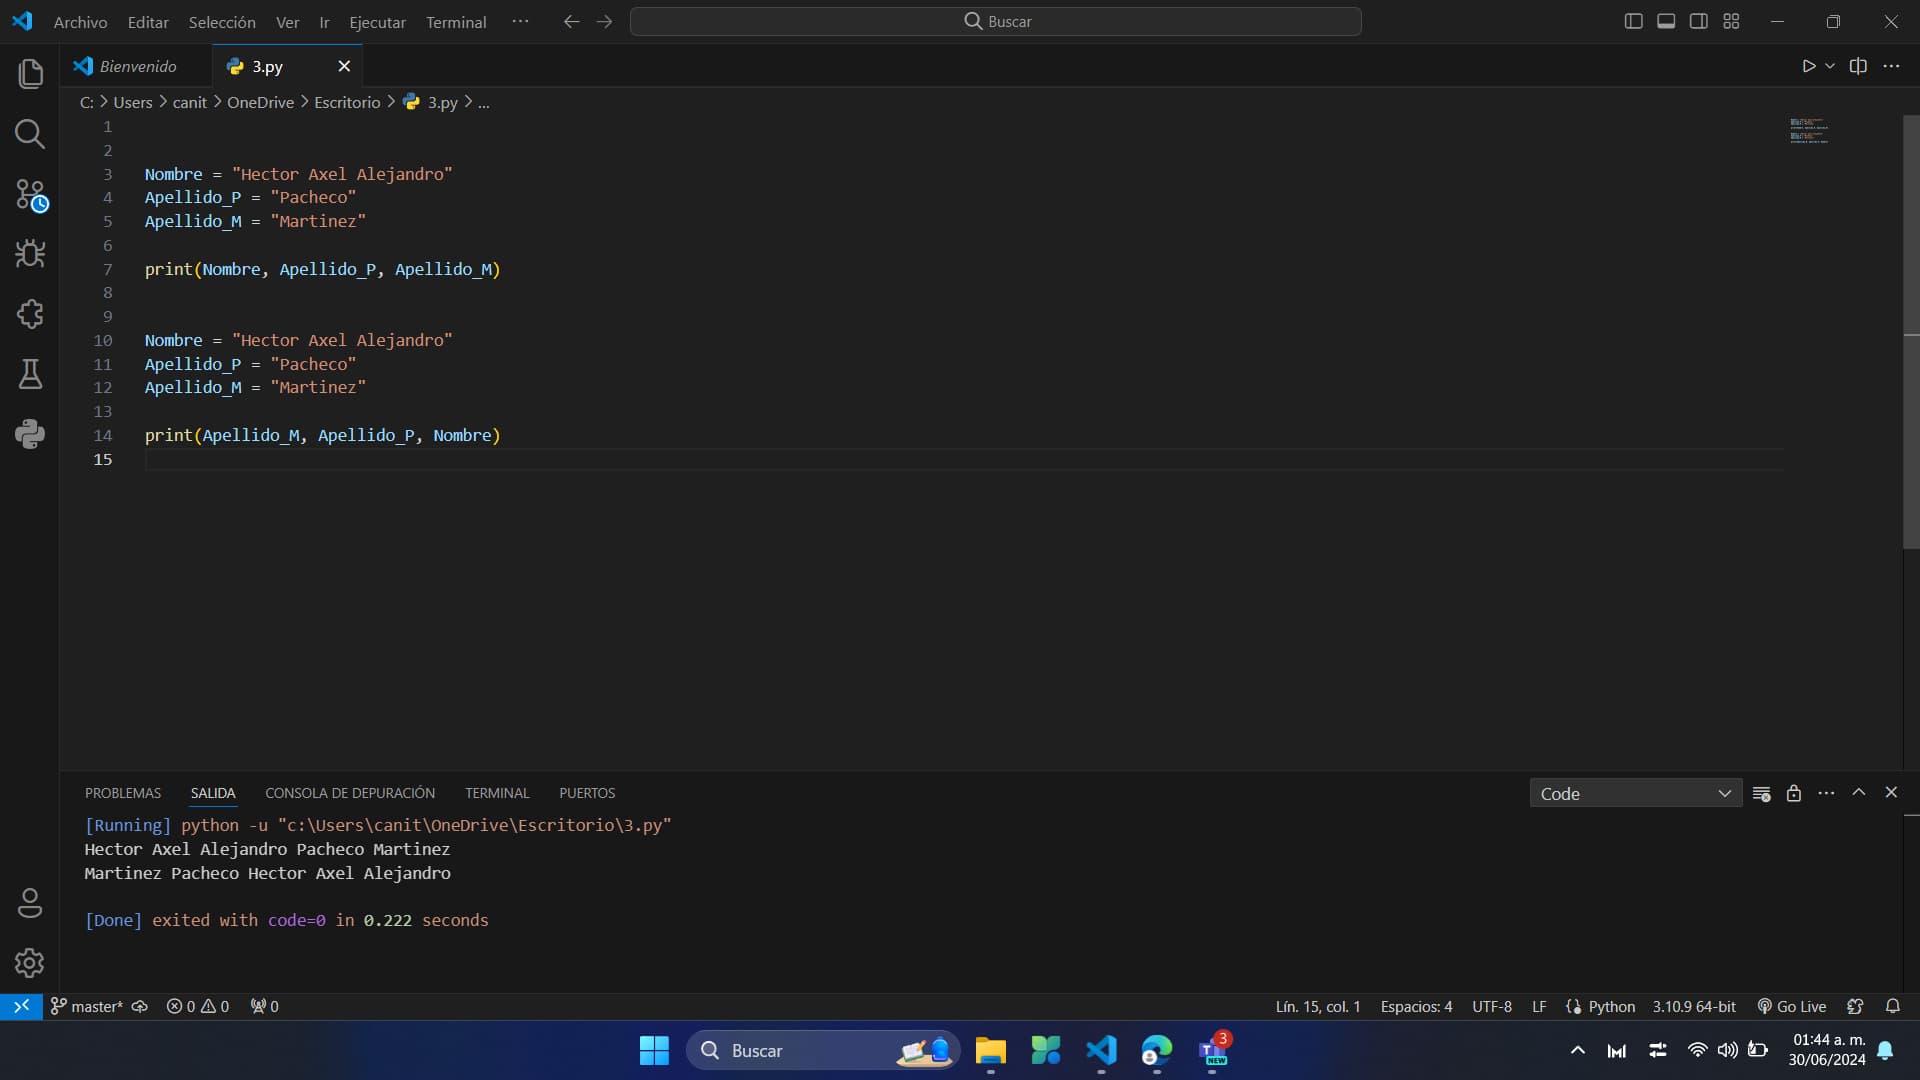 Archivo Editar Selección Ver Ir Ejecutar Terminal ··· Buscar
Bienvenido 3.py
C: > Users > canit > OneDrive > Escritorio > 3.py > ...
1
2
3 Nombre = "Hector Axel Alejandro"
4 Apellido_P = "Pacheco"
5 Apellido_M = "Martinez"
6
7 print(Nombre, Apellido_P, Apellido_M)
8
9
10 Nombre = "Hector Axel Alejandro"
11 Apellido_P = "Pacheco"
12 Apellido_M = "Martinez"
13
14 print(Apellido_M, Apellido_P, Nombre)
15
PROBLEMAS SALIDA CONSOLA DE DEPURACIÓN TERMINAL PUERTOS Code
[Running] python -u "c:\Users\canit\OneDrive\Escritorio\3.py"
Hector Axel Alejandro Pacheco Martinez
Martinez Pacheco Hector Axel Alejandro
[Done] exited with code=0 in 0.222 seconds
master* 0 0 0 Lín. 15, col. 1 Espacios: 4 UTF-8 LF Python 3.10.9 64-bit Go Live
Buscar T NEW 3 01:44 a. m.
30/06/2024